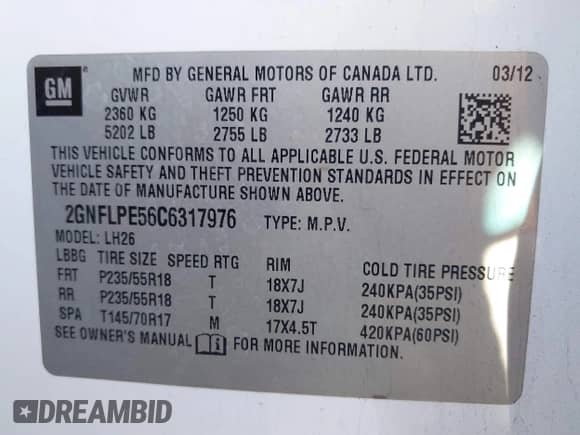 GM ® MFD BY GENERAL MOTORS OF CANADA LTD. 03/12
GVWR GAWR FRT GAWR RR
2360 KG 1250 KG 1240 KG
5202 LB 2755 LB 2733 LB
THIS VEHICLE CONFORMS TO ALL APPLICABLE U.S. FEDERAL MOTOR
VEHICLE SAFETY AND THEFT PREVENTION STANDARDS IN EFFECT ON
THE DATE OF MANUFACTURE SHOWN ABOVE.
2GNFLPE56C6317976 TYPE: M.P.V.
MODEL: LH26
LBBG TIRE SIZE SPEED RTG RIM COLD TIRE PRESSURE
FRT P235/55R18 T 18X7J 240KPA(35PSI)
RR P235/55R18 T 18X7J 240KPA(35PSI)
SPA T145/70R17 M 17X4.5T 420KPA(60PSI)
SEE OWNER'S MANUAL FOR MORE INFORMATION.
DREAMBID